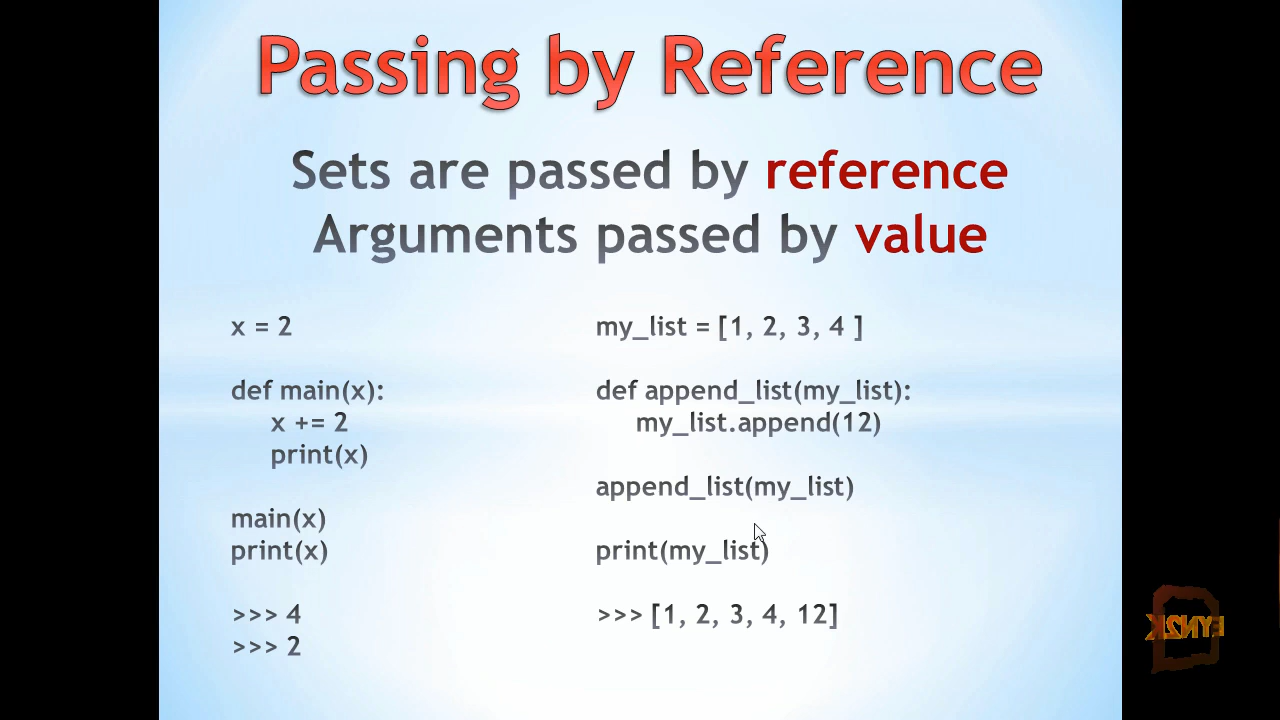 Passing by Reference
Sets are passed by reference
Arguments passed by value
x = 2
def main(x):
x += 2
print(x)
main(x)
print(x)
>>> 4
>>> 2
my_list = [1, 2, 3, 4 ]
def append_list(my_list):
my_list.append(12)
append_list(my_list)
print(my_list)
>>> [1, 2, 3, 4, 12]